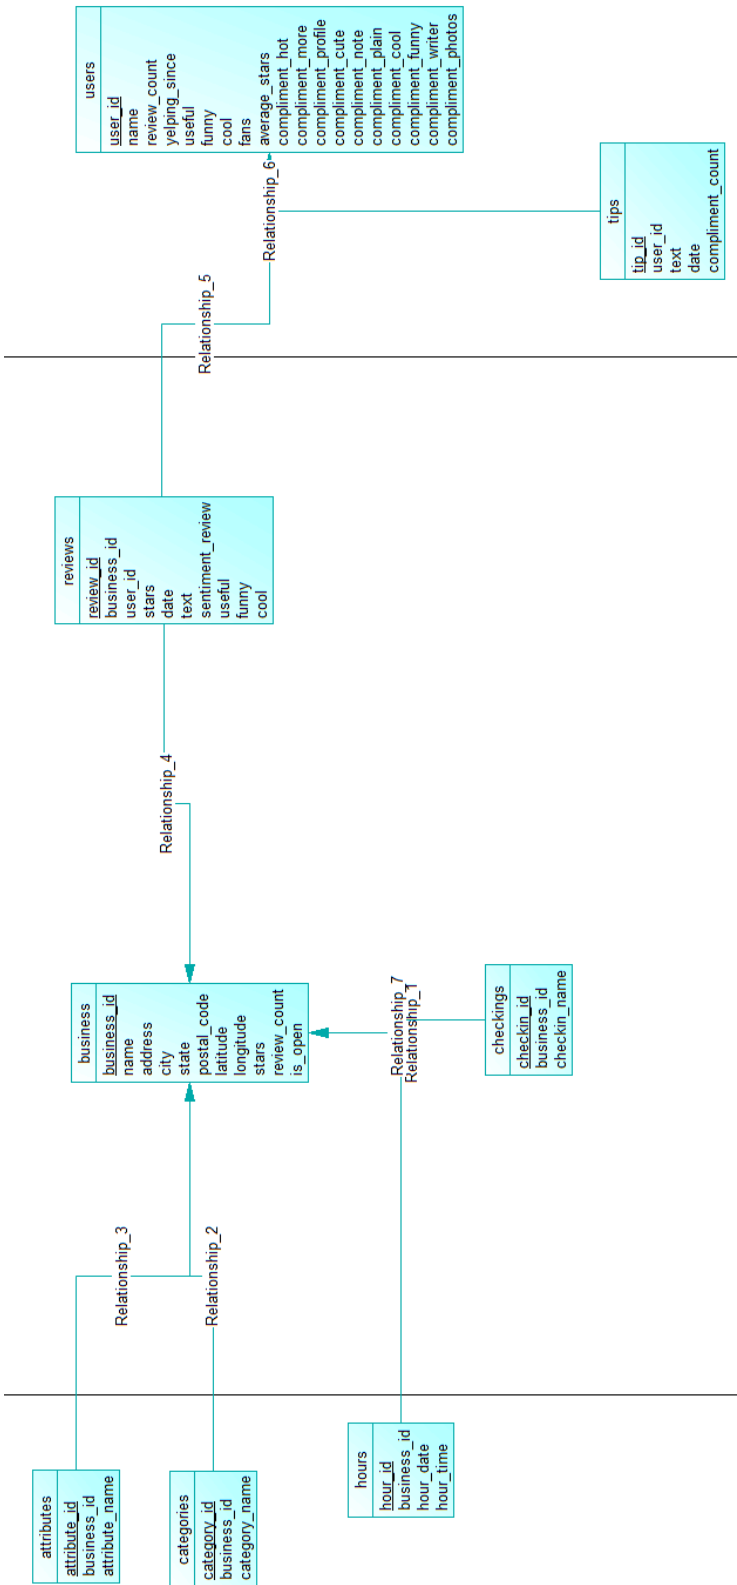 attributes
attribute_id
business_id
attribute_name
categories
category_id
business_id
category_name
hours
hour_id
business_id
hour_date
hour_time
Relationship_3
Relationship_2
business
business_id
name
address
city
state
postal_code
latitude
longitude
stars
review_count
is_open
Relationship_7
Relationship_1
checkings
checkin_id
business_id
checkin_name
Relationship_4
reviews
review_id
business_id
user_id
stars
date
text
sentiment_review
useful
funny
cool
Relationship_5
Relationship_6
users
user_id
name
review_count
yelping_since
useful
funny
cool
fans
average_stars
compliment_hot
compliment_more
compliment_profile
compliment_cute
compliment_note
compliment_plain
compliment_cool
compliment_funny
compliment_writer
compliment_photos
tips
tip_id
user_id
text
date
compliment_count